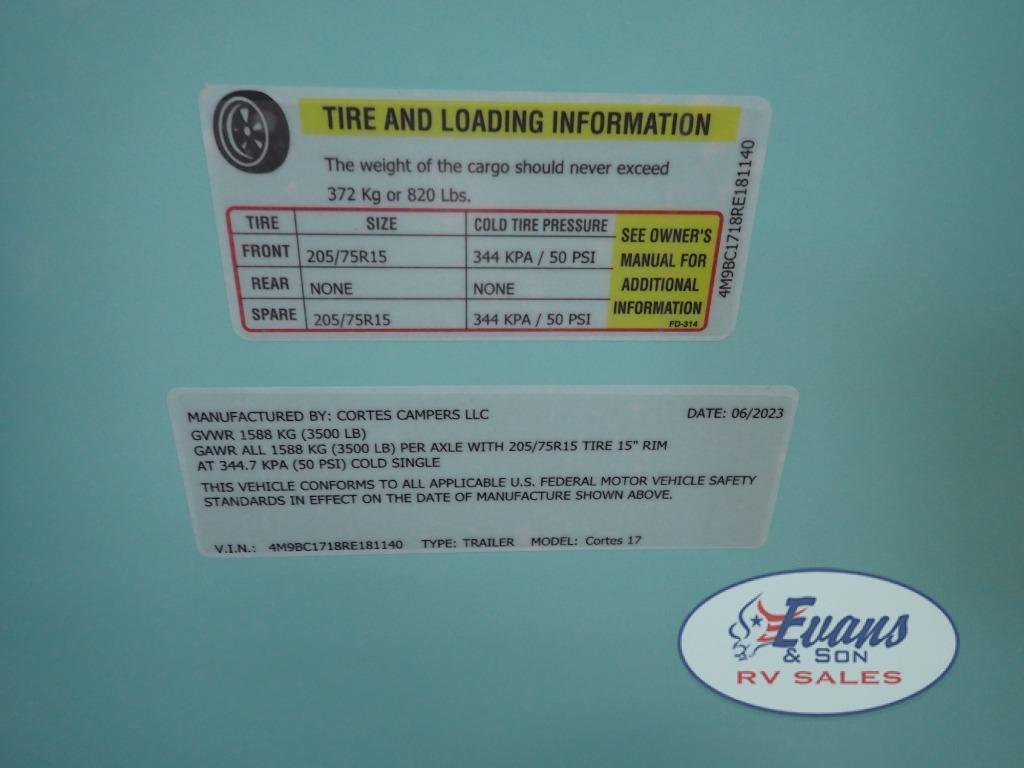 TIRE AND LOADING INFORMATION
The weight of the cargo should never exceed
372 Kg or 820 Lbs.
TIRE SIZE COLD TIRE PRESSURE
FRONT 205/75R15 344 KPA / 50 PSI
REAR NONE NONE
SPARE 205/75R15 344 KPA / 50 PSI
SEE OWNER'S
MANUAL FOR
ADDITIONAL
INFORMATION
FD-314
4M9BC1718RE181140
MANUFACTURED BY: CORTES CAMPERS LLC DATE: 06/2023
GVWR 1588 KG (3500 LB)
GAWR ALL 1588 KG (3500 LB) PER AXLE WITH 205/75R15 TIRE 15" RIM
AT 344.7 KPA (50 PSI) COLD SINGLE
THIS VEHICLE CONFORMS TO ALL APPLICABLE U.S. FEDERAL MOTOR VEHICLE SAFETY
STANDARDS IN EFFECT ON THE DATE OF MANUFACTURE SHOWN ABOVE.
V.I.N.: 4M9BC1718RE181140 TYPE: TRAILER MODEL: Cortes 17
Evans
& SON
RV SALES